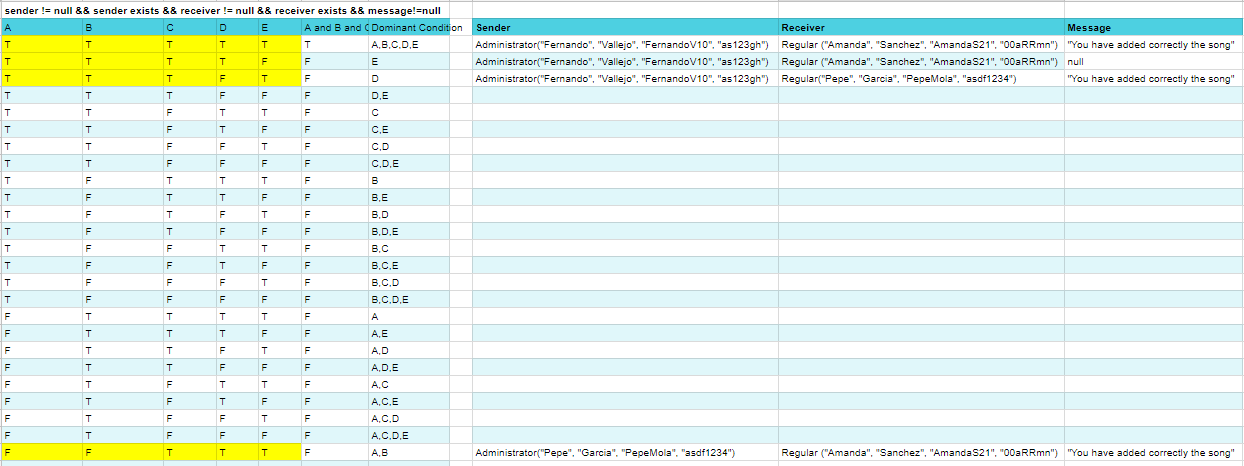 sender != null && sender exists && receiver != null && receiver exists && message!=null
A B C D E A and B and C Dominant Condition Sender Receiver Message
T T T T T T A,B,C,D,E Administrator("Fernando", "Vallejo", "FernandoV10", "as123gh") Regular ("Amanda", "Sanchez", "AmandaS21", "00aRRmn") "You have added correctly the song"
T T T T F F E Administrator("Fernando", "Vallejo", "FernandoV10", "as123gh") Regular ("Amanda", "Sanchez", "AmandaS21", "00aRRmn") null
T T T F T F D Administrator("Fernando", "Vallejo", "FernandoV10", "as123gh") Regular("Pepe", "Garcia", "PepeMola", "asdf1234") "You have added correctly the song"
T T T F F F D,E
T T F T T F C
T T F T F F C,E
T T F F T F C,D
T T F F F F C,D,E
T F T T T F B
T F T T F F B,E
T F T F T F B,D
T F T F F F B,D,E
T F F T T F B,C
T F F T F F B,C,E
T F F F T F B,C,D
T F F F F F B,C,D,E
F T T T T F A
F T T T F F A,E
F T T F T F A,D
F T T F F F A,D,E
F T F T T F A,C
F T F T F F A,C,E
F T F F T F A,C,D
F T F F F F A,C,D,E
F F T T T F A,B Administrator("Pepe", "Garcia", "PepeMola", "asdf1234") Regular ("Amanda", "Sanchez", "AmandaS21", "00aRRmn") "You have added correctly the song"